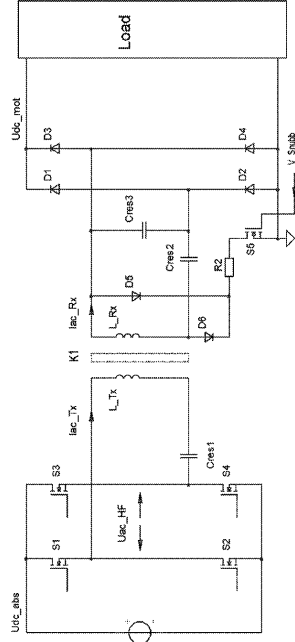 Load
Udc_mot
D1
D3
D2
D4
Cres3
Cres2
V_Snubb
S5
R2
D5
D6
Iac_Rx
L_Rx
K1
Iac_Tx
L_Tx
Cres1
S3
S1
S4
S2
Uac_HF
Udc_abs